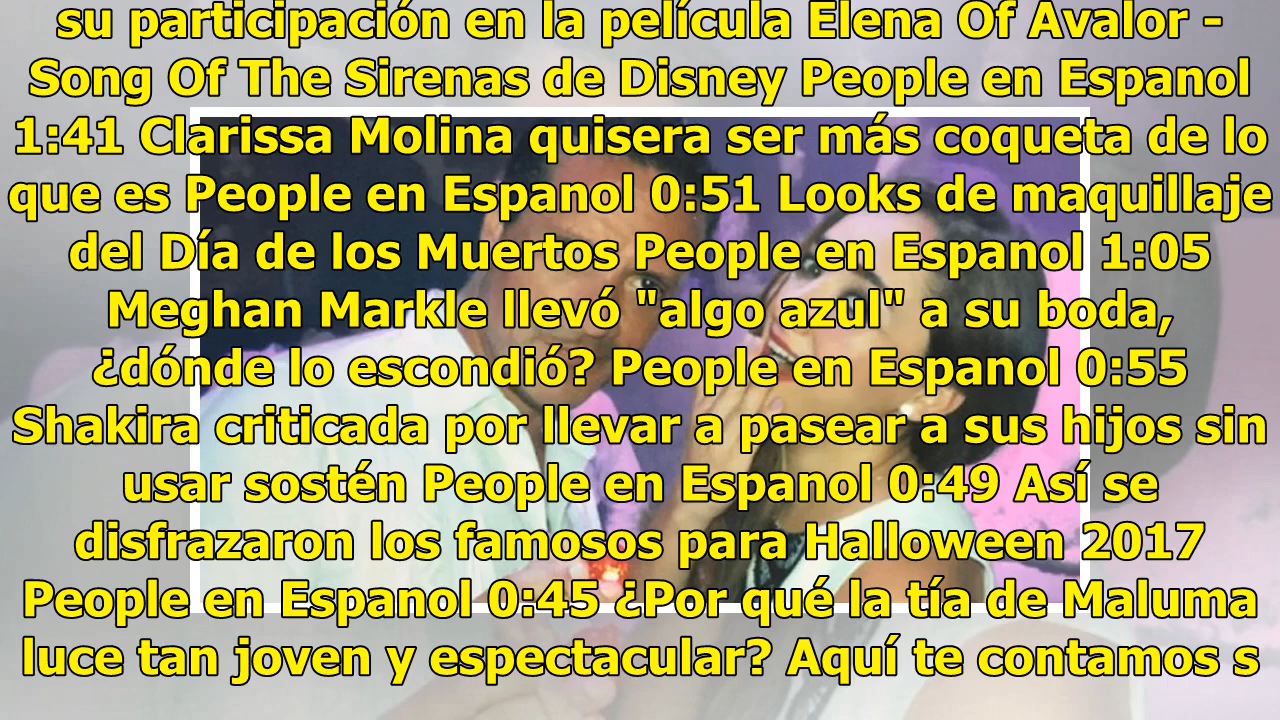 su participación en la película Elena Of Avalor -
Song Of The Sirenas de Disney People en Espanol
1:41 Clarissa Molina quisera ser más coqueta de lo
que es People en Espanol 0:51 Looks de maquillaje
del Día de los Muertos People en Espanol 1:05
Meghan Markle llevó "algo azul" a su boda,
¿dónde lo escondió? People en Espanol 0:55
Shakira criticada por llevar a pasear a sus hijos sin
usar sostén People en Espanol 0:49 Así se
disfrazaron los famosos para Halloween 2017
People en Espanol 0:45 ¿Por qué la tía de Maluma
luce tan joven y espectacular? Aquí te contamos s